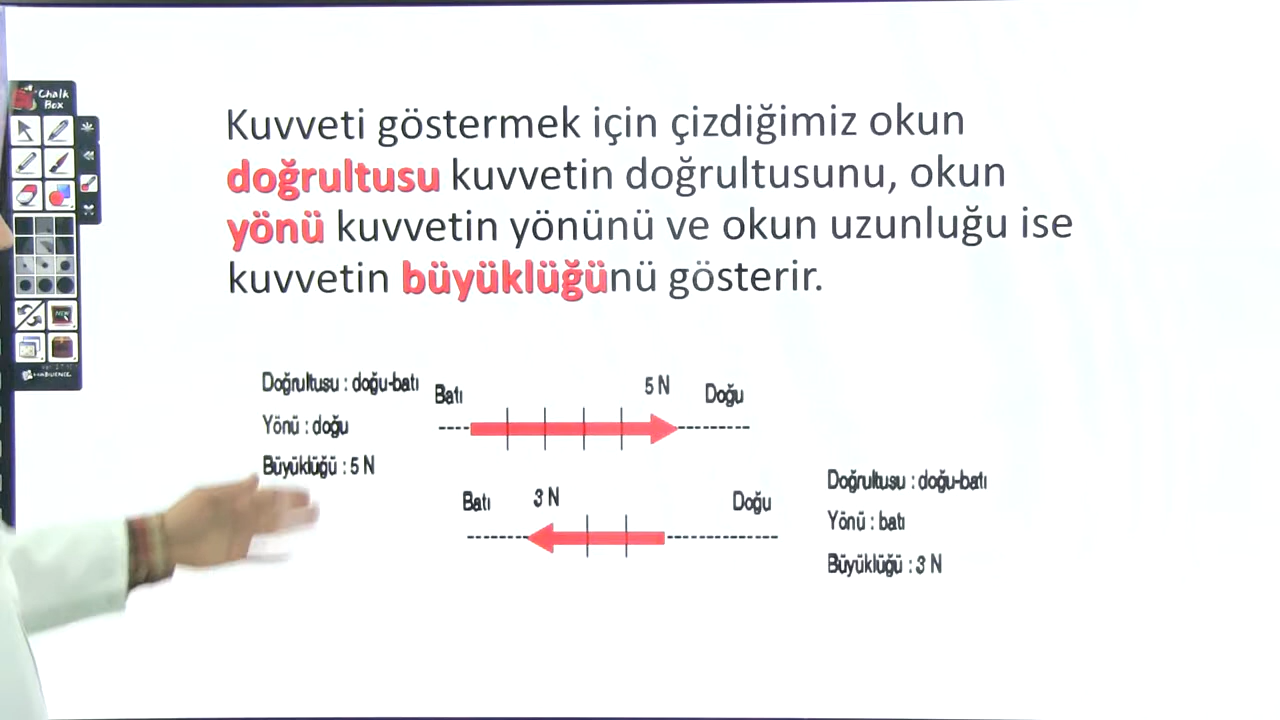 Chalk
Box
Kuvveti göstermek için çizdiğimiz okun
doğrultusu kuvvetin doğrultusunu, okun
yönü kuvvetin yönünü ve okun uzunluğu ise
kuvvetin büyüklüğünü gösterir.
Doğrultusu : doğu-batı
Yönü : doğu
Büyüklüğü : 5 N
Batı
5 N
Doğu
Batı
3 N
Doğu
Doğrultusu : doğu-batı
Yönü : batı
Büyüklüğü : 3 N
NEW